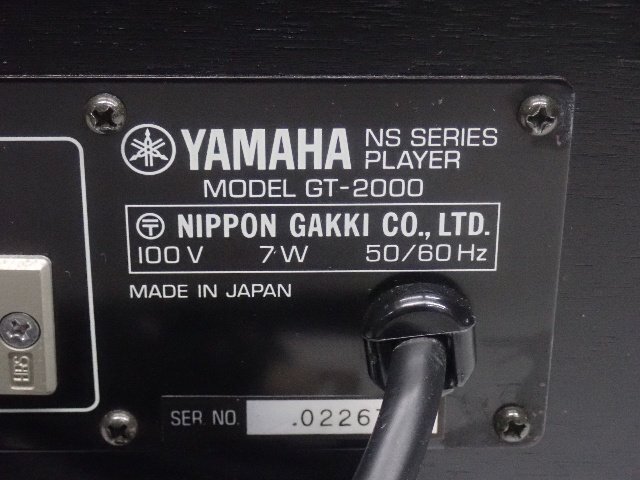 YAMAHA NS SERIES
PLAYER
MODEL GT-2000
〒 NIPPON GAKKI CO., LTD.
100V 7W 50/60Hz
MADE IN JAPAN
HRS
SER NO.